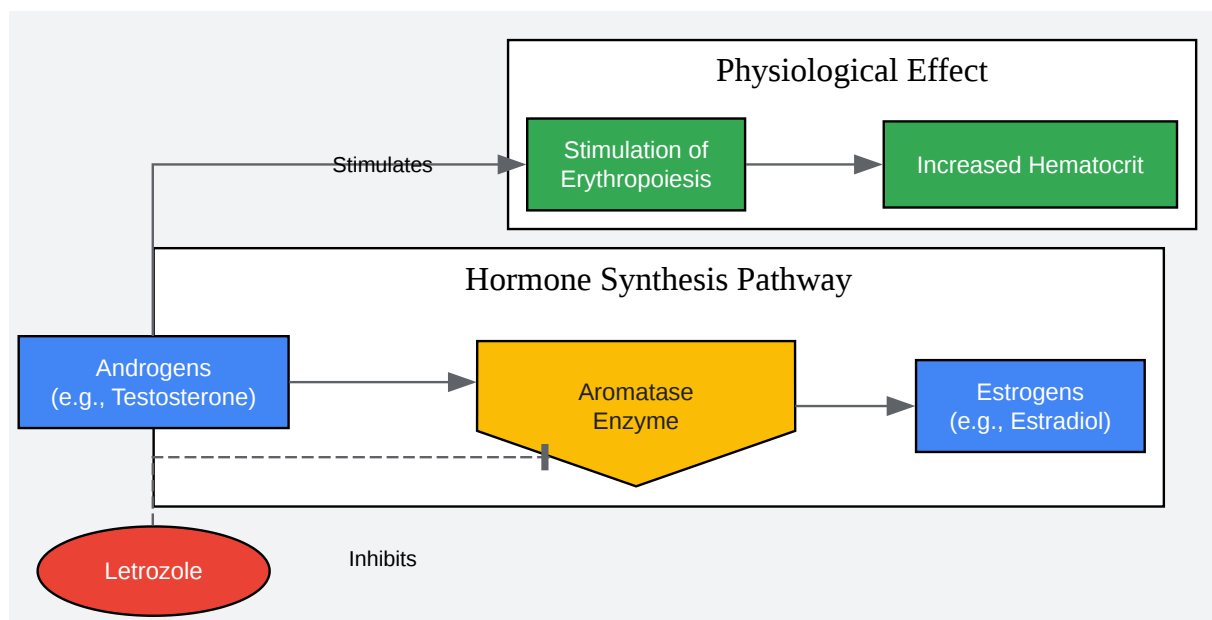 Physiological Effect
Stimulates
Stimulation of
Erythropoiesis
Increased Hematocrit
Hormone Synthesis Pathway
Androgens
(e.g., Testosterone)
Aromatase
Enzyme
Estrogens
(e.g., Estradiol)
Letrozole
Inhibits